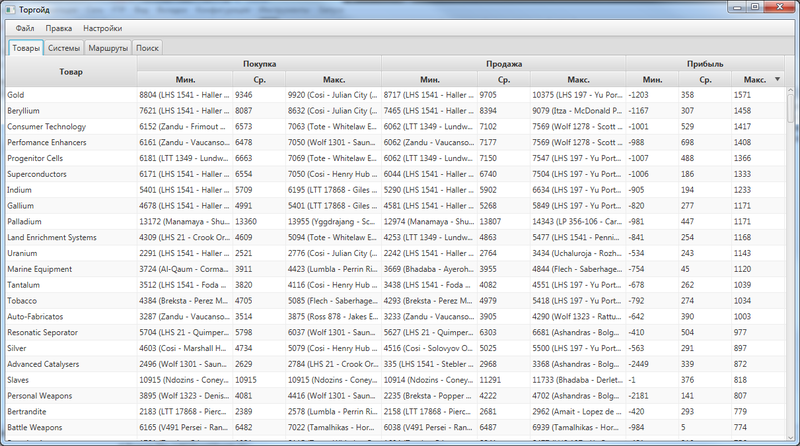 Торгойд
Файл Правка Настройки
Товары Системы Маршруты Поиск
Товар Покупка Продажа Прибыль
Мин. Ср. Макс. Мин. Ср. Макс. Мин. Ср. Макс.
Gold 8804 (LHS 1541 - Haller ... 9346 9920 (Cosi - Julian City (... 8717 (LHS 1541 - Haller ... 9705 10375 (LHS 197 - Yu Por... -1203 358 1571
Beryllium 7621 (LHS 1541 - Haller ... 8087 8632 (Cosi - Julian City (... 7465 (LHS 1541 - Haller ... 8394 9079 (Itza - McDonald P... -1167 307 1458
Consumer Technology 6152 (Zandu - Frimout ... 6573 7063 (Tote - Whitelaw E... 6062 (LTT 1349 - Lundw... 7102 7569 (Wolf 1278 - Scott ... -1001 529 1417
Perfomance Enhancers 6161 (Zandu - Vaucans... 6478 7050 (Wolf 1301 - Saun... 6062 (Zandu - Vaucans... 7177 7569 (Wolf 1278 - Scott ... -988 698 1408
Progenitor Cells 6181 (LTT 1349 - Lundw... 6663 7069 (Tote - Whitelaw E... 6062 (LTT 1349 - Lundw... 7150 7547 (LHS 197 - Yu Port... -1007 488 1366
Superconductors 6171 (LHS 1541 - Haller ... 6554 7050 (Cosi - Henry Hub ... 6044 (LHS 1541 - Haller ... 6740 7504 (LHS 197 - Yu Port... -1006 186 1333
Indium 5401 (LHS 1541 - Haller ... 5709 6195 (LTT 17868 - Giles ... 5290 (LHS 1541 - Haller ... 5902 6634 (LHS 197 - Yu Port... -905 194 1233
Gallium 4678 (LHS 1541 - Haller ... 4991 5401 (LTT 17868 - Giles ... 4581 (LHS 1541 - Haller ... 5268 5849 (LHS 197 - Yu Port... -820 277 1171
Palladium 13172 (Manamaya - Shu... 13360 13955 (Yggdrajang - Sc... 12974 (Manamaya - Shu... 13807 14343 (LP 356-106 - Car... -981 447 1171
Land Enrichment Systems 4309 (LHS 21 - Crook Or... 4609 5094 (Tote - Whitelaw E... 4253 (LTT 1349 - Lundw... 4863 5477 (LHS 1541 - Penni... -841 254 1168
Uranium 2291 (LHS 1541 - Haller ... 2521 2776 (Cosi - Julian City (... 2242 (LHS 1541 - Haller ... 2764 3434 (Uchaluroja - Rozh... -534 243 1143
Marine Equipment 3724 (Al-Qaum - Corma... 3911 4423 (Lumbla - Perrin Ri... 3669 (Bhadaba - Ayeroh... 3955 4844 (Flech - Saberhage... -754 45 1120
Tantalum 3512 (LHS 1541 - Foda ... 3820 4116 (Cosi - Henry Hub ... 3438 (LHS 1541 - Foda ... 4082 4551 (LHS 197 - Yu Port... -678 262 1039
Tobacco 4384 (Breksta - Perez M... 4705 5085 (Flech - Saberhage... 4293 (Breksta - Perez M... 4979 5418 (LHS 197 - Yu Port... -792 274 1034
Auto-Fabricatos 3287 (Zandu - Vaucans... 3514 3875 (Ross 878 - Jakes E... 3233 (Zandu - Vaucans... 3905 4290 (Wolf 1323 - Rattu... -642 390 1003
Resonatic Seporator 5704 (LHS 21 - Quimper... 5798 6037 (Wolf 1301 - Saun... 5627 (LHS 21 - Quimper... 6303 6681 (Ashandras - Bolg... -410 504 977
Silver 4603 (Cosi - Marshall H... 4734 5079 (Cosi - Henry Hub ... 4516 (Cosi - Solovyov O... 5025 5500 (LHS 197 - Yu Port... -563 291 897
Advanced Catalysers 2496 (Wolf 1301 - Saun... 2629 2784 (LHS 21 - Crook Or... 335 (LHS 1541 - Stebler ... 2968 3368 (Ashandras - Bolg... -2449 339 872
Slaves 10915 (Ndozins - Coney... 10915 10915 (Ndozins - Coney... 10914 (Ndozins - Coney... 11291 11733 (Bhadaba - Derlet... -1 376 818
Personal Weapons 3895 (Wolf 1323 - Denis... 4081 4416 (Wolf 1301 - Saun... 2235 (Breksta - Popper ... 4222 4702 (Ashandras - Bolg... -2181 141 807
Bertrandite 2183 (LTT 17868 - Pierc... 2389 2578 (Lumbla - Perrin Ri... 2158 (LTT 17868 - Pierc... 2681 2962 (Amait - Lopez de ... -420 293 779
Battle Weapons 6165 (V491 Persei - Ran... 6482 7022 (Tamalhikas - Hor... 6038 (V491 Persei - Ran... 6487 6939 (Tamalhikas - Hor... -984 5 774